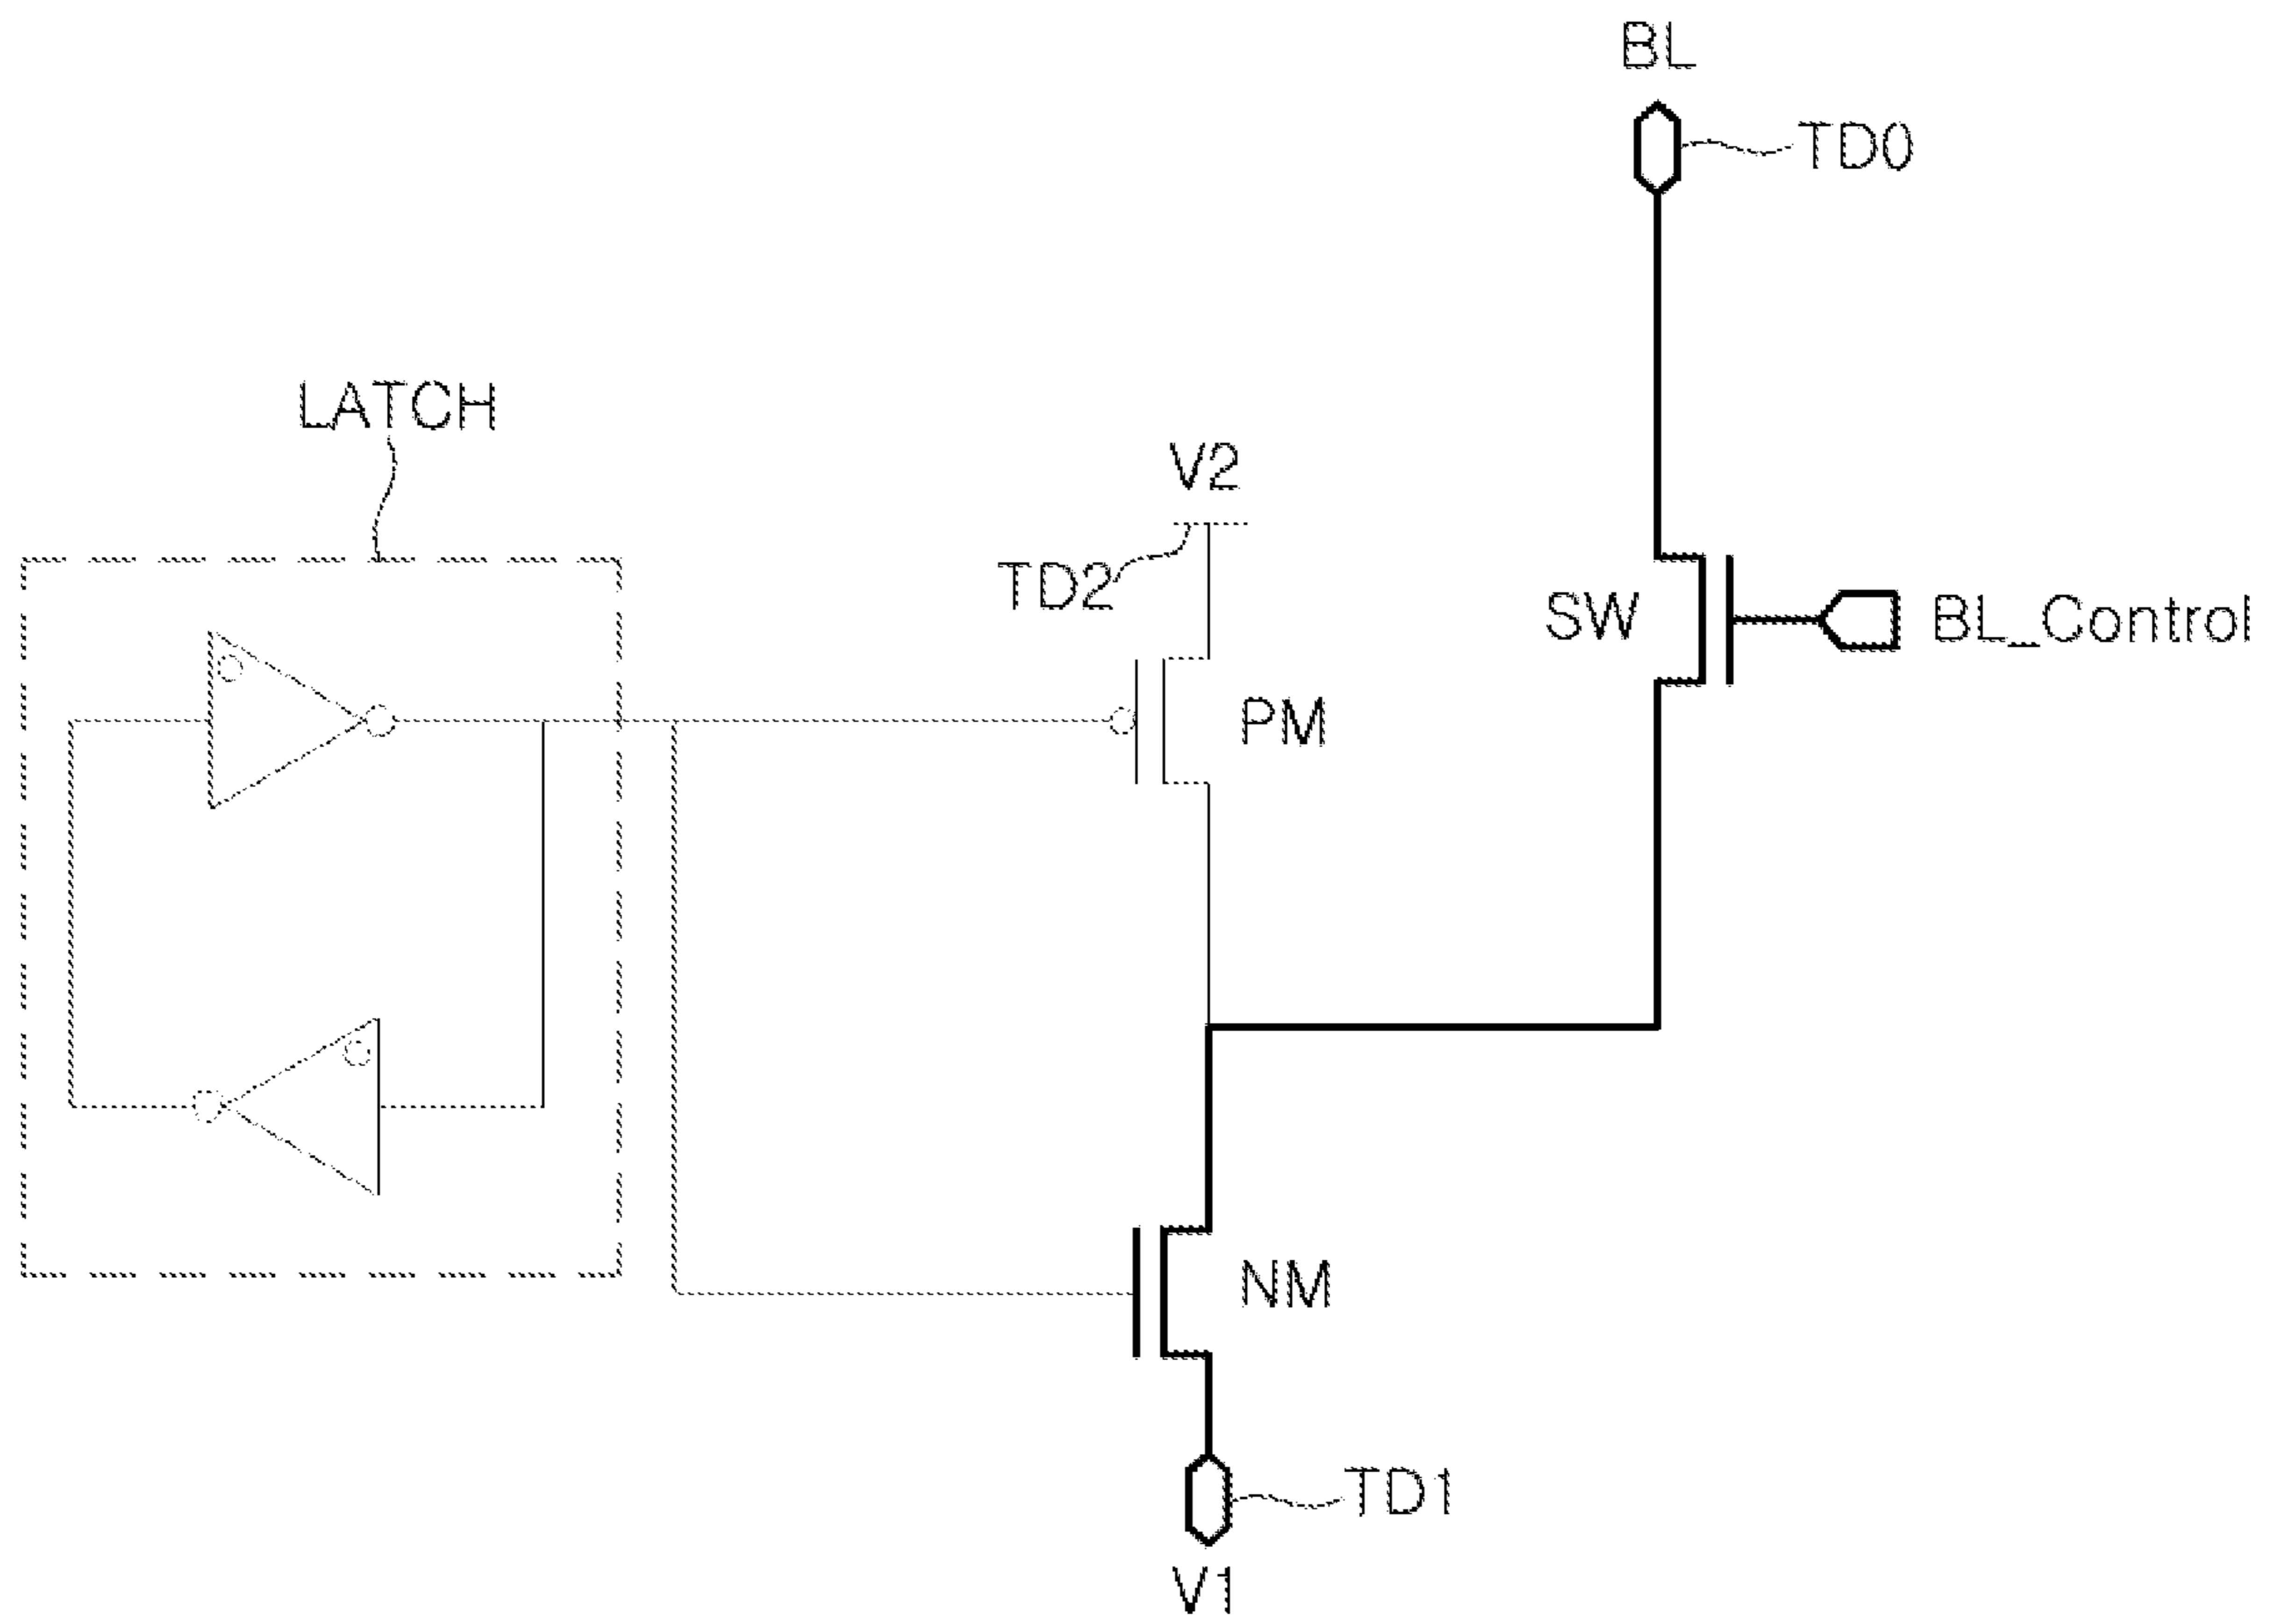 BL
TD0
LATCH
V2
TD2
SW
BL_Control
PM
NM
TD1
V1